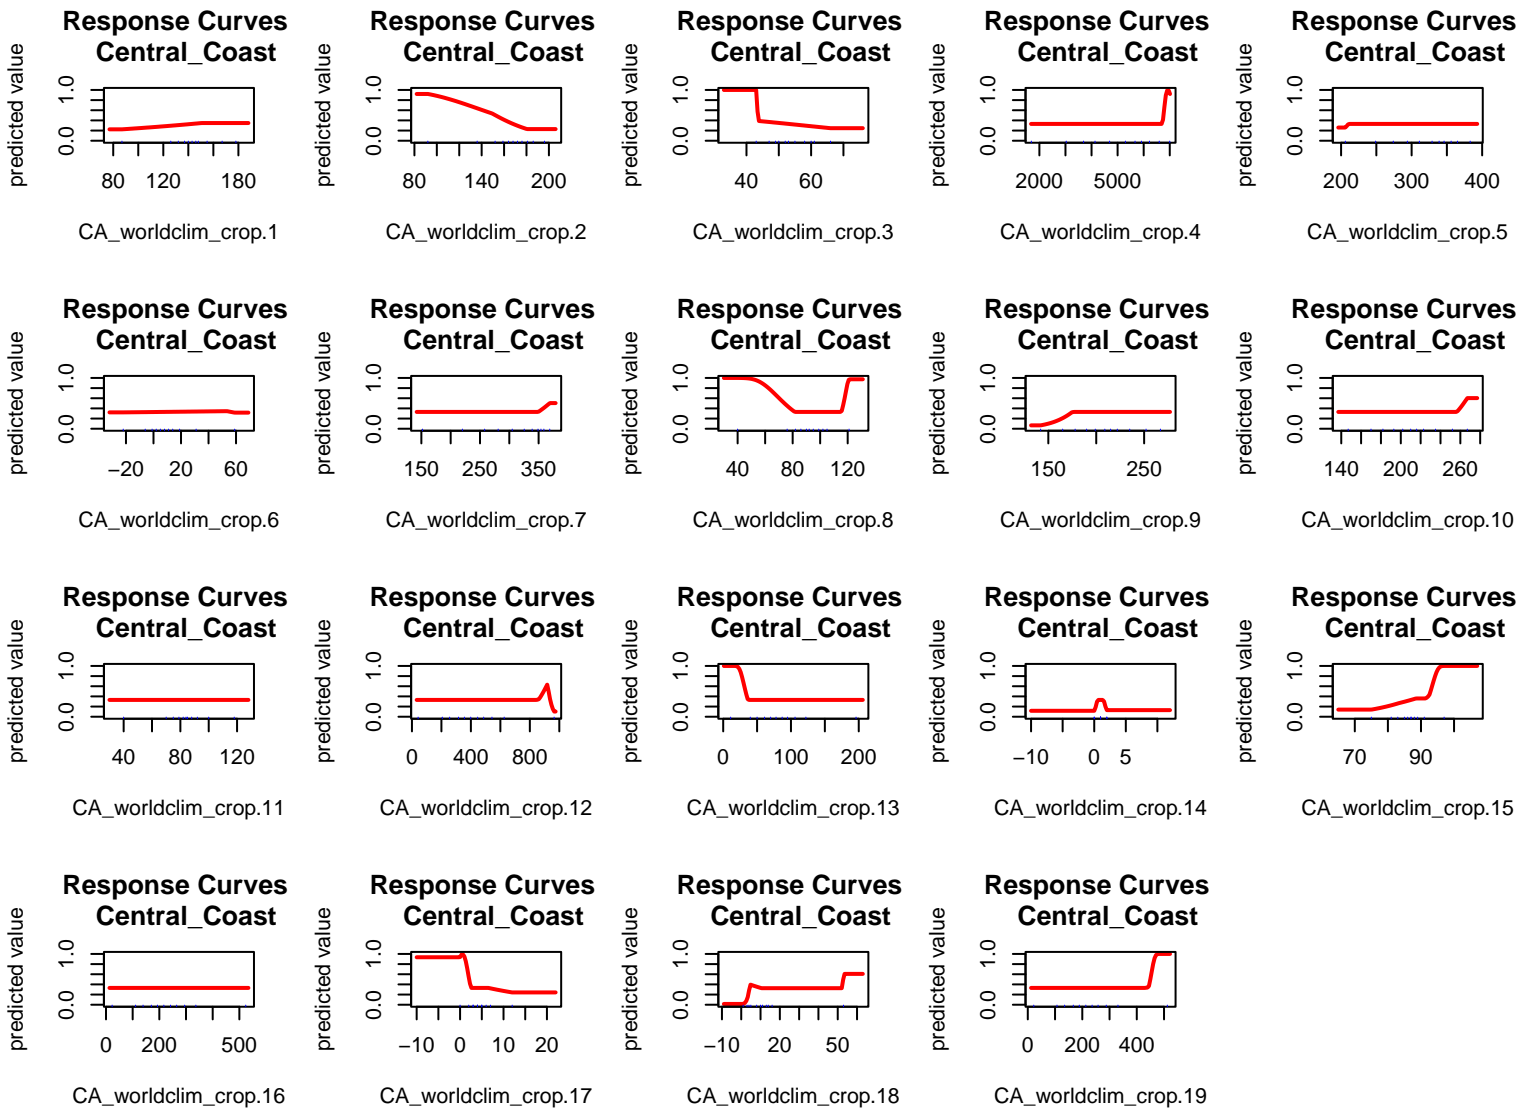 Response Curves
Central_Coast
predicted value
0.0 1.0
80 120 180
CA_worldclim_crop.1
Response Curves
Central_Coast
predicted value
0.0 1.0
80 140 200
CA_worldclim_crop.2
Response Curves
Central_Coast
predicted value
0.0 1.0
40 60
CA_worldclim_crop.3
Response Curves
Central_Coast
predicted value
0.0 1.0
2000 5000
CA_worldclim_crop.4
Response Curves
Central_Coast
predicted value
0.0 1.0
200 300 400
CA_worldclim_crop.5
Response Curves
Central_Coast
predicted value
0.0 1.0
−20 20 60
CA_worldclim_crop.6
Response Curves
Central_Coast
predicted value
0.0 1.0
150 250 350
CA_worldclim_crop.7
Response Curves
Central_Coast
predicted value
0.0 1.0
40 80 120
CA_worldclim_crop.8
Response Curves
Central_Coast
predicted value
0.0 1.0
150 250
CA_worldclim_crop.9
Response Curves
Central_Coast
predicted value
0.0 1.0
140 200 260
CA_worldclim_crop.10
Response Curves
Central_Coast
predicted value
0.0 1.0
40 80 120
CA_worldclim_crop.11
Response Curves
Central_Coast
predicted value
0.0 1.0
0 400 800
CA_worldclim_crop.12
Response Curves
Central_Coast
predicted value
0.0 1.0
0 100 200
CA_worldclim_crop.13
Response Curves
Central_Coast
predicted value
0.0 1.0
−10 0 5
CA_worldclim_crop.14
Response Curves
Central_Coast
predicted value
0.0 1.0
70 90
CA_worldclim_crop.15
Response Curves
Central_Coast
predicted value
0.0 1.0
0 200 500
CA_worldclim_crop.16
Response Curves
Central_Coast
predicted value
0.0 1.0
−10 0 10 20
CA_worldclim_crop.17
Response Curves
Central_Coast
predicted value
0.0 1.0
−10 20 50
CA_worldclim_crop.18
Response Curves
Central_Coast
predicted value
0.0 1.0
0 200 400
CA_worldclim_crop.19